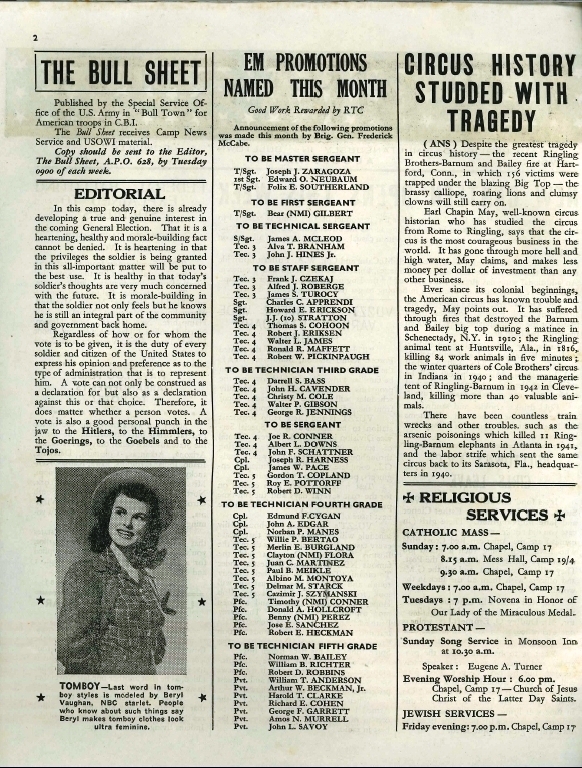 2
THE BULL SHEET
Published by the Special Service Of-
fice of the U.S. Army in "Bull Town" for
American troops in C.B.I.
The Bull Sheet receives Camp News
Service and USOWI material.
Copy should be sent to the Editor,
The Bull Sheet, A.P.O. 628, by Tuesday
0900 of each week.
EDITORIAL
In this camp today, there is already
developing a true and genuine interest in
the coming General Election. That it is a
heartening, healthy and morale-building fact
cannot be denied. It is heartening in that
the privileges the soldier is being granted
in this all-important matter will be put to
the best use. It is healthy in that today's
soldier's thoughts are very much concerned
with the future. It is morale-building in
that the soldier not only feels but he knows
he is still an integral part of the community
and government back home.
Regardless of how or for whom the
vote is to be given, it is the duty of every
soldier and citizen of the United States to
express his opinion and preference as to the
type of administration that is to represent
him. A vote can not only be construed as
a declaration for but also as a declaration
against this or that choice. Therefore, it
does matter whether a person votes. A
vote is also a good personal punch in the
jaw to the Hitlers, to the Himmlers, to
the Goerings, to the Goebels and to the
Tojos.
TOMBOY—Last word in tom-
boy styles is modeled by Beryl
Vaughan, NBC starlet. People
who know about such things say
Beryl makes tomboy clothes look
ultra feminine.
EM PROMOTIONS
NAMED THIS MONTH
Good Work Rewarded by RTC
Announcement of the following promotions
was made this month by Brig. Gen. Frederick
McCabe.
TO BE MASTER SERGEANT
T/Sgt. Joseph J. ZARAGOZA
1st Sgt. Edward O. NEUBAUM
T/Sgt. Folix E. SOUTHERLAND
TO BE FIRST SERGEANT
T/Sgt. Bear (NMI) GILBERT
TO BE TECHNICAL SERGEANT
S/Sgt. James A. MCLEOD
Tec. 3 Alva T. BRANHAM
Tec. 3 John J. HINES Jr.
TO BE STAFF SERGEANT
Tec. 3 Frank J. CZEKAJ
Tec. 3 Alfred J. ROBERGE
Tec. 3 James S. TUROCY
Sgt. Charles C. APPRENDI
Sgt. Howard E. ERICKSON
Sgt. J.J. (10) STRATTON
Tec. 4 Thomas S. COHOON
Tec. 4 Robert J. ERIKSEN
Tec. 4 Walter L. JAMES
Tec. 4 Ronald R. MAFFETT
Tec. 4 Robert W. PICKINPAUGH
TO BE TECHNICIAN THIRD GRADE
Tec. 4 Darrell S. BASS
Tec. 4 John H. CAVENDER
Tec. 4 Chrisy M. COLE
Tec. 4 Walter P. GIBSON
Tec. 4 George R. JENNINGS
TO BE SERGEANT
Tec. 4 Joe R. CONNER
Tec. 4 Albert L. DOWNS
Tec. 4 John F. SCHATTNER
Cpl. Joseph R. HARNESS
Cpl. James W. PACE
Tec. 5 Gordon T. COPLAND
Tec. 5 Roy E. POTTORFF
Tec. 5 Robert D. WINN
TO BE TECHNICIAN FOURTH GRADE
Cpl. Edmund F.CYGAN
Cpl. John A. EDGAR
Cpl. Norban P. MANES
Tec. 5 Willie P. BERTAO
Tec. 5 Merlin E. BURGLAND
Tec. 5 Clayton (NMI) FLORA
Tec. 5 Juan C. MARTINEZ
Tec. 5 Paul B. MEIKLE
Tec. 5 Albino M. MONTOYA
Tec. 5 Delmar M. STARCK
Tec. 5 Cazimir J. SZYMANSKI
Pfc. Timothy (NMI) CONNER
Pfc. Donald A. HOLLCROFT
Pfc. Benny (NMI) PEREZ
Pfc. Jose E. SANCHEZ
Pfc. Robert E. HECKMAN
TO BE TECHNICIAN FIFTH GRADE
Pfc. Norman W. BAILEY
Pfc. William B. RICHTER
Pfc. Robert D. ROBBINS
Pvt. William T. ANDERSON
Pvt. Arthur W. BECKMAN, Jr.
Pvt. Harold T. CLARKE
Pvt. Richard E. COHEN
Pvt. George F. GARRETT
Pvt. Amos N. MURRELL
Pvt. John L. SAVOY
CIRCUS HISTORY
STUDDED WITH
TRAGEDY
(ANS) Despite the greatest tragedy
in circus history — the recent Ringling
Brothers-Barnum and Bailey fire at Hart-
ford, Conn., in which 156 victims were
trapped under the blazing Big Top — the
brassy calliope, roaring lions and clumsy
clowns will still carry on.
Earl Chapin May, well-known circus
historian who has studied the circus
from Rome to Ringling, says that the cir-
cus is the most courageous business in the
world. It has gone through more hell and
high water, May claims, and makes less
money per dollar of investment than any
other business.
Ever since its colonial beginnings,
the American circus has known trouble and
tragedy, May points out. It has suffered
through fires that destroyed the Barnum
and Bailey big top during a matinee in
Schenectady, N.Y. in 1910; the Ringling
animal tent at Huntsville, Ala., in 1816,
killing 84 work animals in five minutes;
the winter quarters of Cole Brothers' circus
in Indiana in 1940; and the managerie
tent of Ringling-Barnum in 1942 in Cleve-
land, killing more than 40 valuable ani-
mals.
There have been countless train
wrecks and other troubles. such as the
arsenic poisonings which killed 11 Ring-
ling-Barnum elephants in Atlanta in 1941,
and the labor strife which sent the same
circus back to its Sarasota, Fla., headquar-
ters in 1940.
✠ RELIGIOUS
SERVICES ✠
CATHOLIC MASS—
Sunday: 7.00 a.m. Chapel, Camp 17
8.15 a.m. Mess Hall, Camp 19/4
9.30 a.m. Chapel, Camp 17
Weekdays: 7.00 a.m. Chapel, Camp 17
Tuesdays: 7 p.m. Novena in Honor of
Our Lady of the Miraculous Medal.
PROTESTANT—
Sunday Song Service in Monsoon Inn
at 10.30 a.m.
Speaker: Eugene A. Turner
Evening Worship Hour: 6.00 pm.
Chapel, Camp 17—Church of Jesus
Christ of the Latter Day Saints.
JEWISH SERVICES—
Friday evening: 7.00 p.m. Chapel, Camp 17